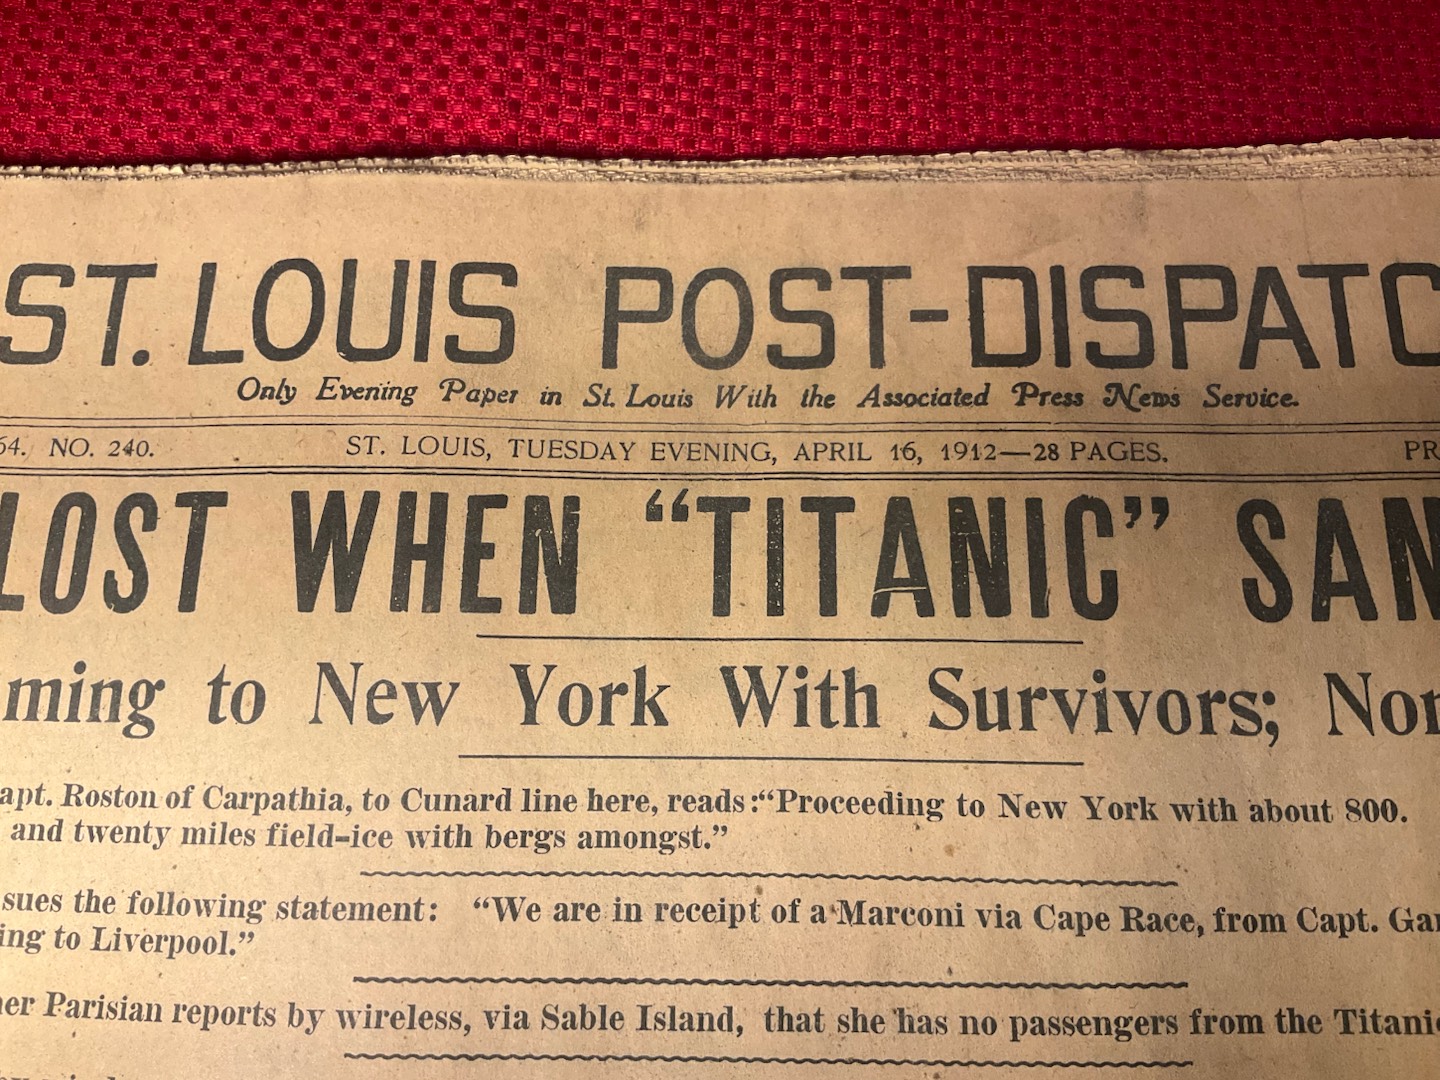 ST. LOUIS POST-DISPATC
Only Evening Paper in St. Louis With the Associated Press News Service.
64. NO. 240. ST. LOUIS, TUESDAY EVENING, APRIL 16, 1912—28 PAGES. PR
LOST WHEN “TITANIC” SAN
ming to New York With Survivors; Non
apt. Roston of Carpathia, to Cunard line here, reads:“Proceeding to New York with about 800.
and twenty miles field-ice with bergs amongst.”
sues the following statement: “We are in receipt of a Marconi via Cape Race, from Capt. Gam
ing to Liverpool.”
er Parisian reports by wireless, via Sable Island, that she has no passengers from the Titanic